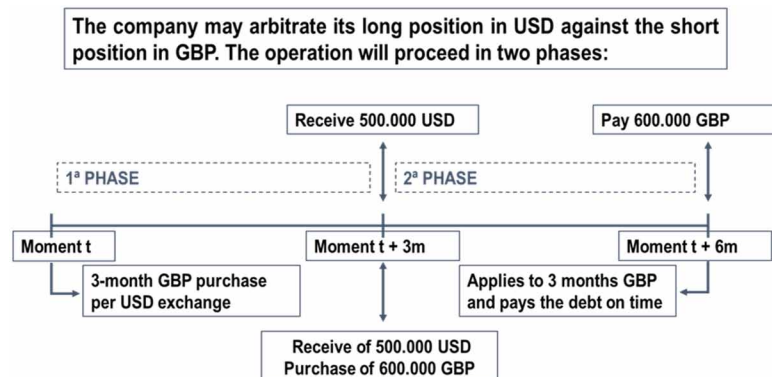 The company may arbitrate its long position in USD against the short
position in GBP. The operation will proceed in two phases:
Receive 500.000 USD
Pay 600.000 GBP
1ª PHASE
2ª PHASE
Moment t
Moment t + 3m
Moment t + 6m
3-month GBP purchase
per USD exchange
Applies to 3 months GBP
and pays the debt on time
Receive of 500.000 USD
Purchase of 600.000 GBP